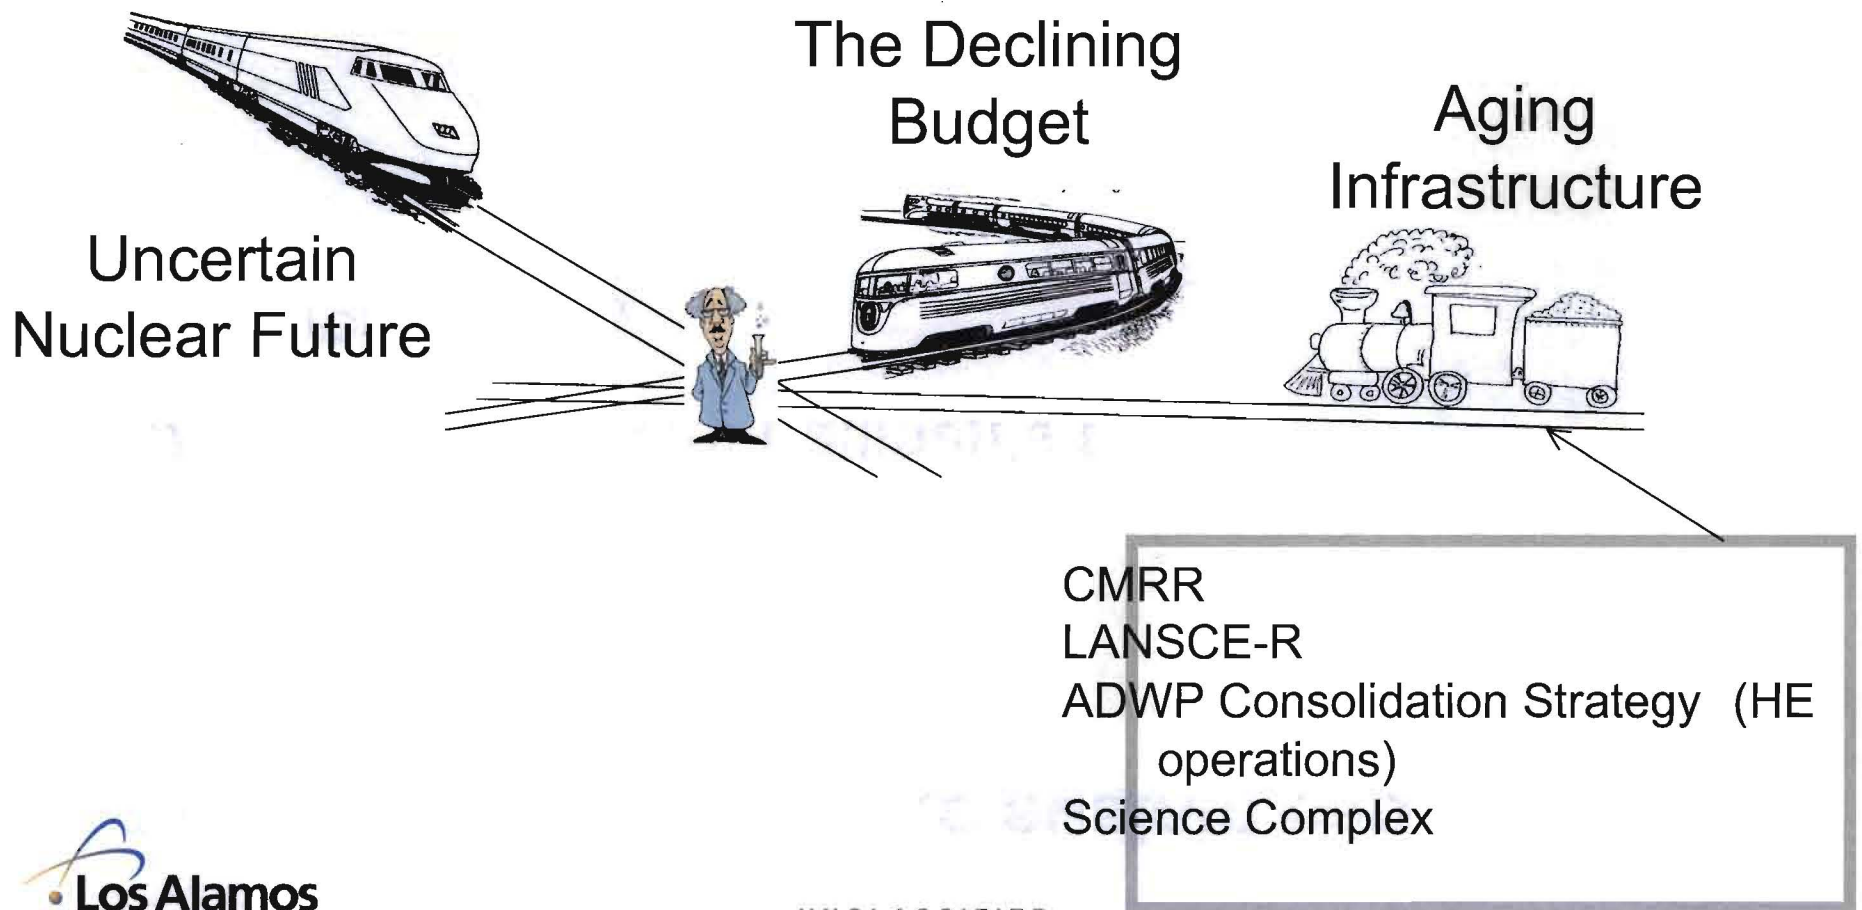 The Declining
Budget
Aging
Infrastructure
Uncertain
Nuclear Future
CMRR
LANSCE-R
ADWP Consolidation Strategy (HE
operations)
Science Complex
Los Alamos